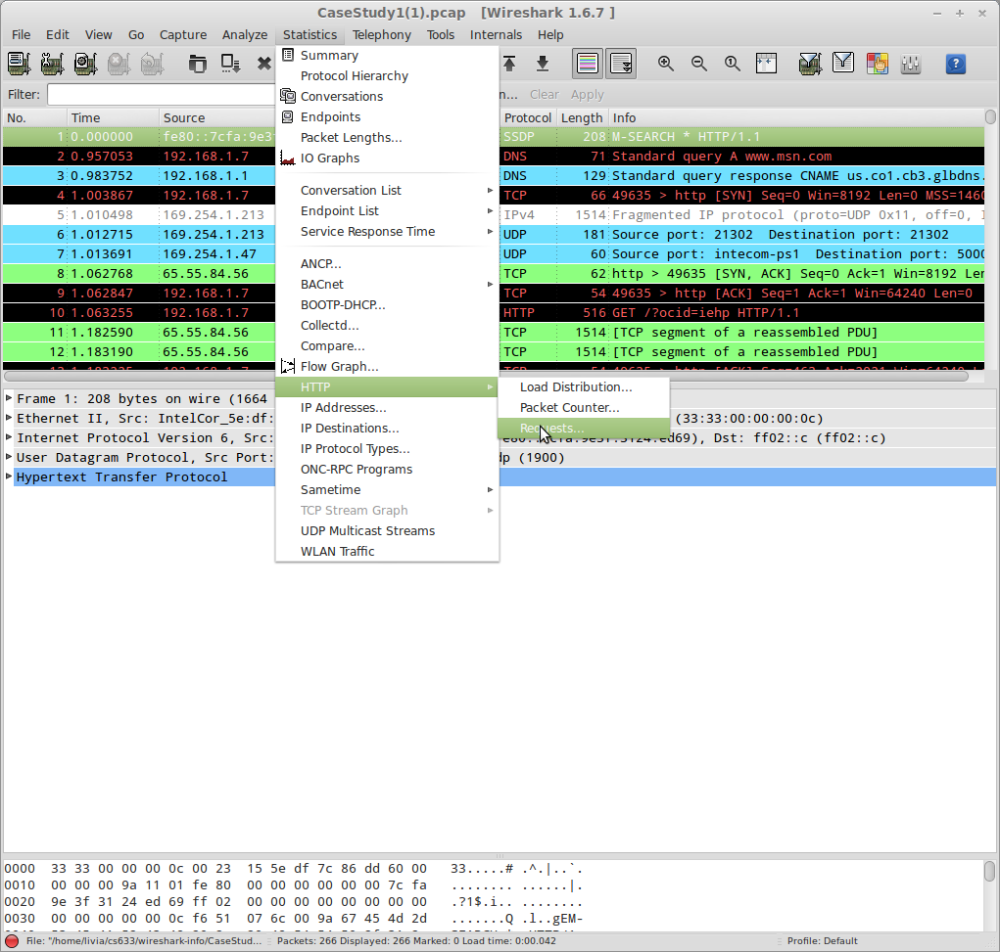 CaseStudy1(1).pcap [Wireshark 1.6.7 ]
File Edit View Go Capture Analyze Statistics Telephony Tools Internals Help
Filter: n... Clear Apply
No. Time Source Protocol Length Info
1 0.000000 fe80::7cfa:9e3 SSDP 208 M-SEARCH * HTTP/1.1
2 0.957053 192.168.1.7 DNS 71 Standard query A www.msn.com
3 0.983752 192.168.1.1 DNS 129 Standard query response CNAME us.co1.cb3.glbdns.
4 1.003867 192.168.1.7 TCP 66 49635 > http [SYN] Seq=0 Win=8192 Len=0 MSS=1460
5 1.010498 169.254.1.213 IPv4 1514 Fragmented IP protocol (proto=UDP 0x11, off=0,
6 1.012715 169.254.1.213 UDP 181 Source port: 21302 Destination port: 21302
7 1.013691 169.254.1.47 UDP 60 Source port: intecom-ps1 Destination port: 5000
8 1.062768 65.55.84.56 TCP 62 http > 49635 [SYN, ACK] Seq=0 Ack=1 Win=8192 Len
9 1.062847 192.168.1.7 TCP 54 49635 > http [ACK] Seq=1 Ack=1 Win=64240 Len=0
10 1.063255 192.168.1.7 HTTP 516 GET /?ocid=iehp HTTP/1.1
11 1.182590 65.55.84.56 TCP 1514 [TCP segment of a reassembled PDU]
12 1.183190 65.55.84.56 TCP 1514 [TCP segment of a reassembled PDU]
Summary
Protocol Hierarchy
Conversations
Endpoints
Packet Lengths...
IO Graphs
Conversation List
Endpoint List
Service Response Time
ANCP...
BACnet
BOOTP-DHCP...
Collectd...
Compare...
Flow Graph...
HTTP
IP Addresses...
IP Destinations...
IP Protocol Types...
ONC-RPC Programs
Sametime
TCP Stream Graph
UDP Multicast Streams
WLAN Traffic
Load Distribution...
Packet Counter...
Requests...
Frame 1: 208 bytes on wire (1664
Ethernet II, Src: IntelCor_5e:df: (33:33:00:00:00:0c)
Internet Protocol Version 6, Src: ed69), Dst: ff02::c (ff02::c)
User Datagram Protocol, Src Port: dp (1900)
Hypertext Transfer Protocol
0000 33 33 00 00 00 0c 00 23 15 5e df 7c 86 dd 60 00 33.....# .^.|..`.
0010 00 00 00 9a 11 01 fe 80 00 00 00 00 00 00 7c fa ........ ......|.
0020 9e 3f 31 24 ed 69 ff 02 00 00 00 00 00 00 00 00 .?1$.i.. ........
0030 00 00 00 00 00 0c f6 51 07 6c 00 9a 67 45 4d 2d .......Q .l..gEM-
File: "/home/livia/cs633/wireshark-info/CaseStud... Packets: 266 Displayed: 266 Marked: 0 Load time: 0:00.042 Profile: Default